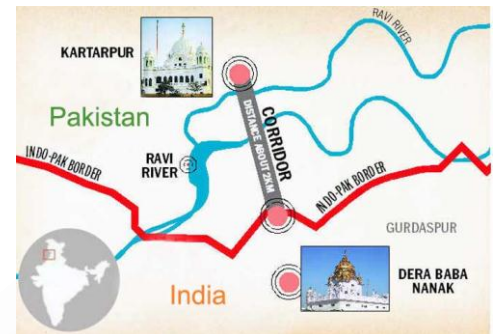 RAVI RIVER
KARTARPUR
Pakistan
CORRIDOR
DISTANCE ABOUT 2KM
INDO-PAK BORDER
RAVI
RIVER
INDO-PAK BORDER
GURDASPUR
DERA BABA
NANAK
India